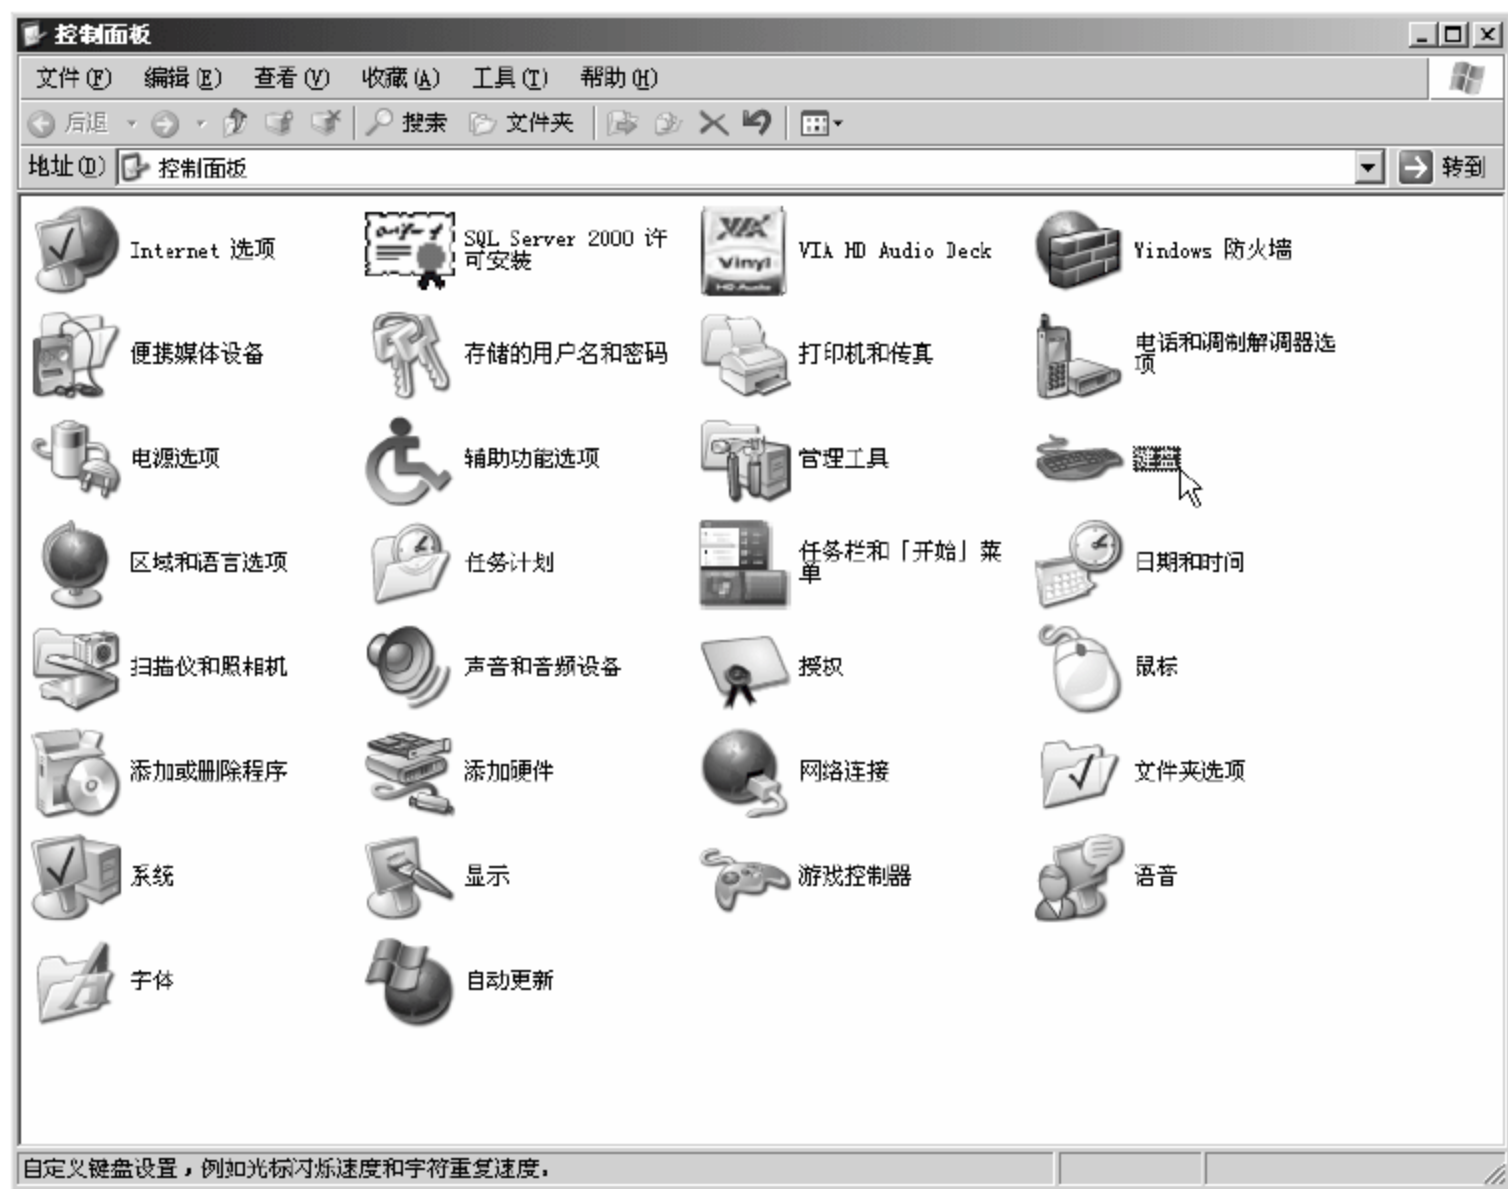 控制面板
文件(F) 编辑(E) 查看(V) 收藏(A) 工具(T) 帮助(H)
后退 搜索 文件夹
地址(D) 控制面板 转到
Internet 选项
SQL Server 2000 许
可安装
VIA
Vinyl
HD Audio
VIA HD Audio Deck
Windows 防火墙
便携媒体设备
存储的用户名和密码
打印机和传真
电话和调制解调器选
项
电源选项
辅助功能选项
管理工具
键盘
区域和语言选项
任务计划
任务栏和「开始」菜
单
日期和时间
扫描仪和照相机
声音和音频设备
授权
鼠标
添加或删除程序
添加硬件
网络连接
文件夹选项
系统
显示
游戏控制器
语音
字体
自动更新
自定义键盘设置，例如光标闪烁速度和字符重复速度。